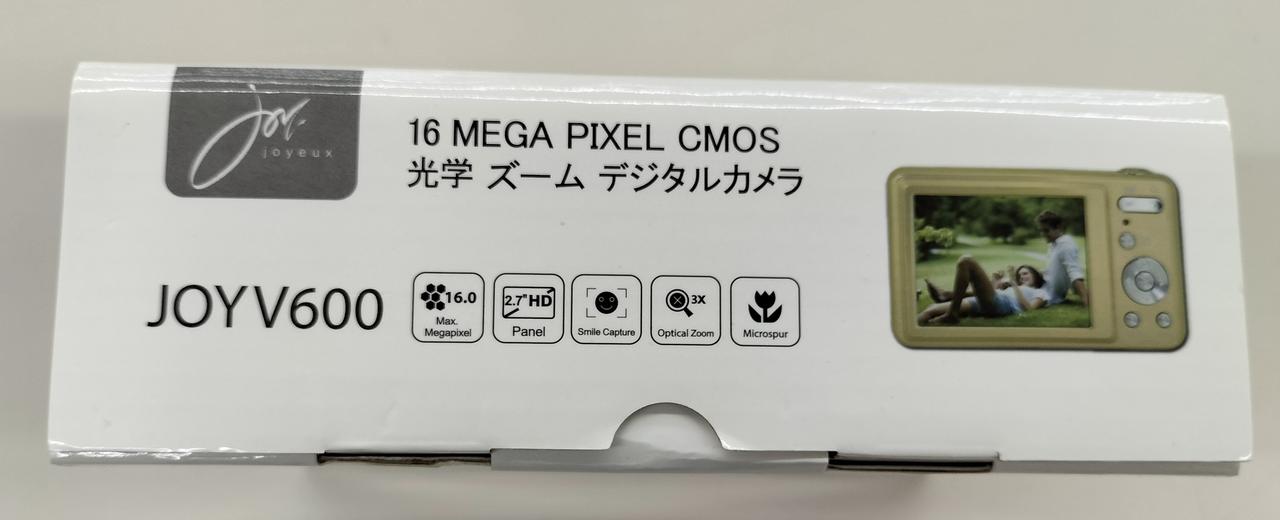 joy.
joyeux
16 MEGA PIXEL CMOS
光学 ズーム デジタルカメラ
JOY V600
16.0
Max.
Megapixel
2.7" HD
Panel
Smile Capture
3X
Optical Zoom
Microspur